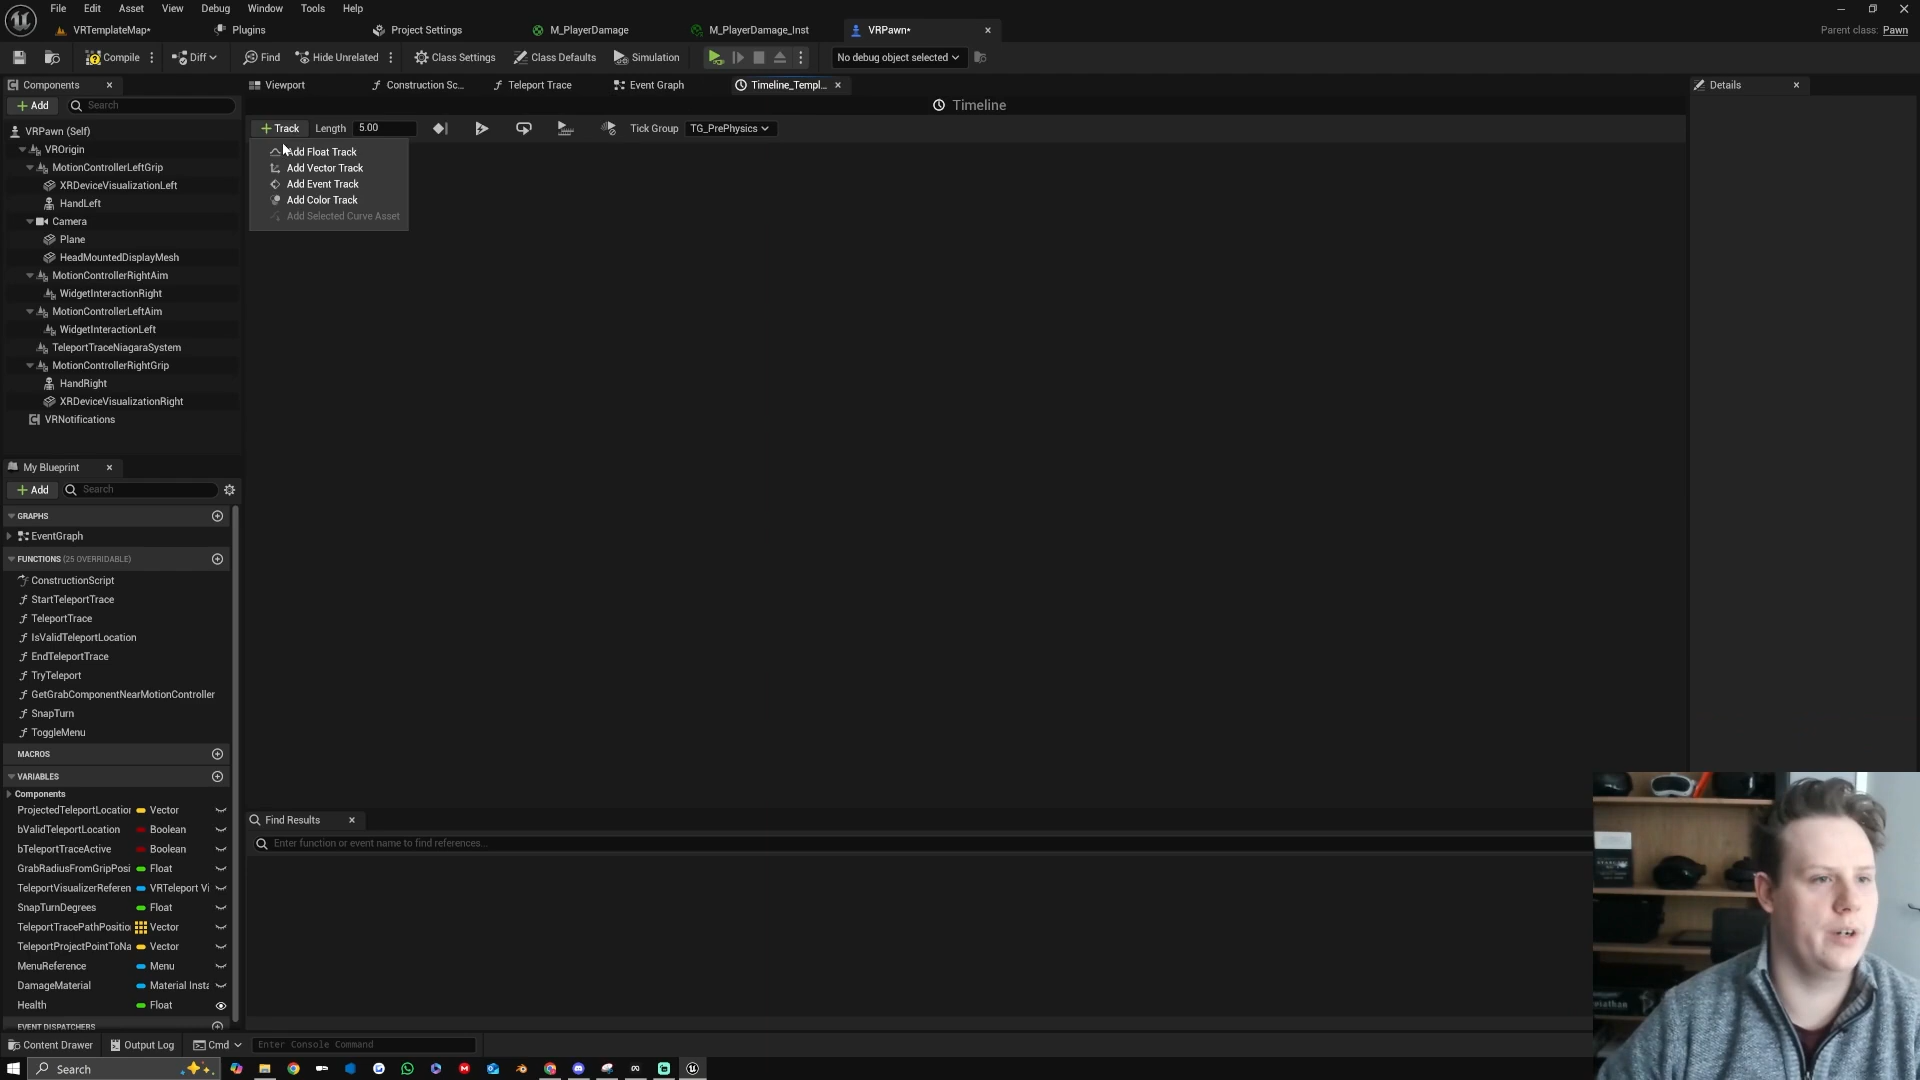 File Edit View Asset Debug Window Tools Help
VRTemplateMap* Plugins Project Settings M_PlayerDamage M_PlayerDamage_Inst VRPawn* Parent class: Pawn
Compile Diff Find Hide Unrelated Class Settings Class Defaults Simulation No debug object selected
Components Viewport Construction Sc... Teleport Trace Event Graph Timeline_Templ... Details
Add Search Timeline
Track Length 5.00 Tick Group TG_PrePhysics
Add Float Track
Add Vector Track
Add Event Track
Add Color Track
Add Selected Curve Asset
VRPawn (Self)
VROrigin
MotionControllerLeftGrip
XRDeviceVisualizationLeft
HandLeft
Camera
Plane
HeadMountedDisplayMesh
MotionControllerRightAim
WidgetInteractionRight
MotionControllerLeftAim
WidgetInteractionLeft
TeleportTraceNiagaraSystem
MotionControllerRightGrip
HandRight
XRDeviceVisualizationRight
VRNotifications
My Blueprint
Add Search
GRAPHS
EventGraph
FUNCTIONS (25 OVERRIDABLE)
ConstructionScript
StartTeleportTrace
TeleportTrace
IsValidTeleportLocation
EndTeleportTrace
TryTeleport
GetGrabComponentNearMotionController
SnapTurn
ToggleMenu
MACROS
VARIABLES
Components
ProjectedTeleportLocation Vector
bValidTeleportLocation Boolean
bTeleportTraceActive Boolean
GrabRadiusFromGripPosi Float
TeleportVisualizerReferen VRTeleport Vi
SnapTurnDegrees Float
TeleportTracePathPositio Vector
TeleportProjectPointToNa Vector
MenuReference Menu
DamageMaterial Material Insta
Health Float
EVENT DISPATCHERS
Find Results
Enter function or event name to find references...
Content Drawer Output Log Cmd Enter Console Command
Search